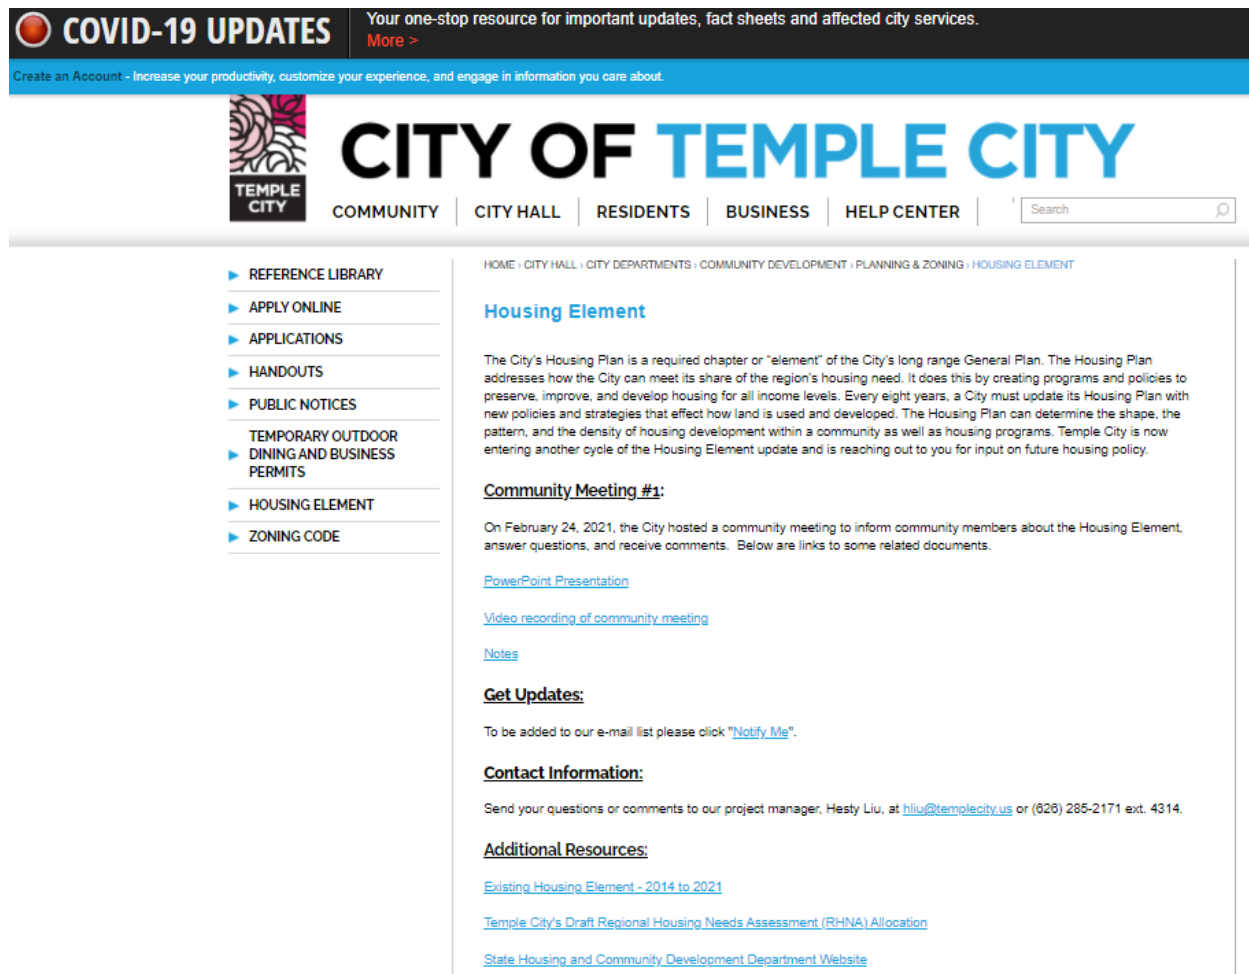 COVID-19 UPDATES
Your one-stop resource for important updates, fact sheets and affected city services.
More >
Create an Account - Increase your productivity, customize your experience, and engage in information you care about.
TEMPLE
CITY
CITY OF TEMPLE CITY
COMMUNITY
CITY HALL
RESIDENTS
BUSINESS
HELP CENTER
Search
REFERENCE LIBRARY
APPLY ONLINE
APPLICATIONS
HANDOUTS
PUBLIC NOTICES
TEMPORARY OUTDOOR
DINING AND BUSINESS
PERMITS
HOUSING ELEMENT
ZONING CODE
HOME › CITY HALL › CITY DEPARTMENTS › COMMUNITY DEVELOPMENT › PLANNING & ZONING › HOUSING ELEMENT
Housing Element
The City's Housing Plan is a required chapter or "element" of the City's long range General Plan. The Housing Plan
addresses how the City can meet its share of the region's housing need. It does this by creating programs and policies to
preserve, improve, and develop housing for all income levels. Every eight years, a City must update its Housing Plan with
new policies and strategies that effect how land is used and developed. The Housing Plan can determine the shape, the
pattern, and the density of housing development within a community as well as housing programs. Temple City is now
entering another cycle of the Housing Element update and is reaching out to you for input on future housing policy.
Community Meeting #1:
On February 24, 2021, the City hosted a community meeting to inform community members about the Housing Element,
answer questions, and receive comments. Below are links to some related documents.
PowerPoint Presentation
Video recording of community meeting
Notes
Get Updates:
To be added to our e-mail list please click "Notify Me".
Contact Information:
Send your questions or comments to our project manager, Hesty Liu, at hliu@templecity.us or (626) 285-2171 ext. 4314.
Additional Resources:
Existing Housing Element - 2014 to 2021
Temple City's Draft Regional Housing Needs Assessment (RHNA) Allocation
State Housing and Community Development Department Website